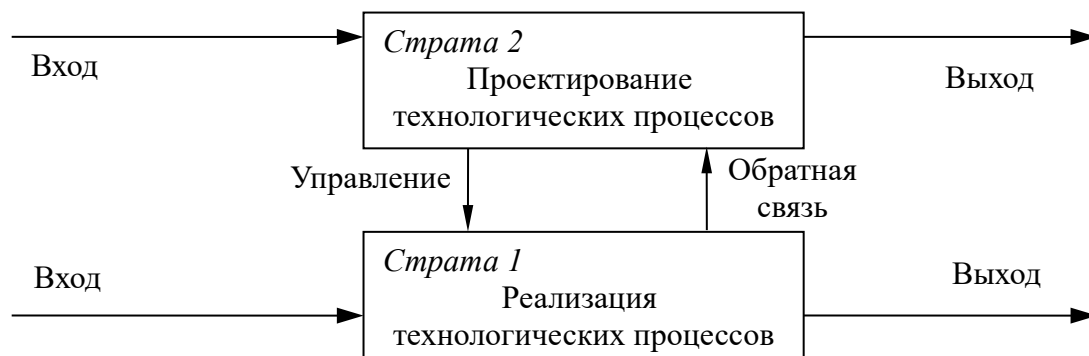 Страта 2
Вход
Проектирование
Выход
технологических процессов
Управление
Обратная
связь
Страта 1
Вход
Выход
Реализация
технологических процессов